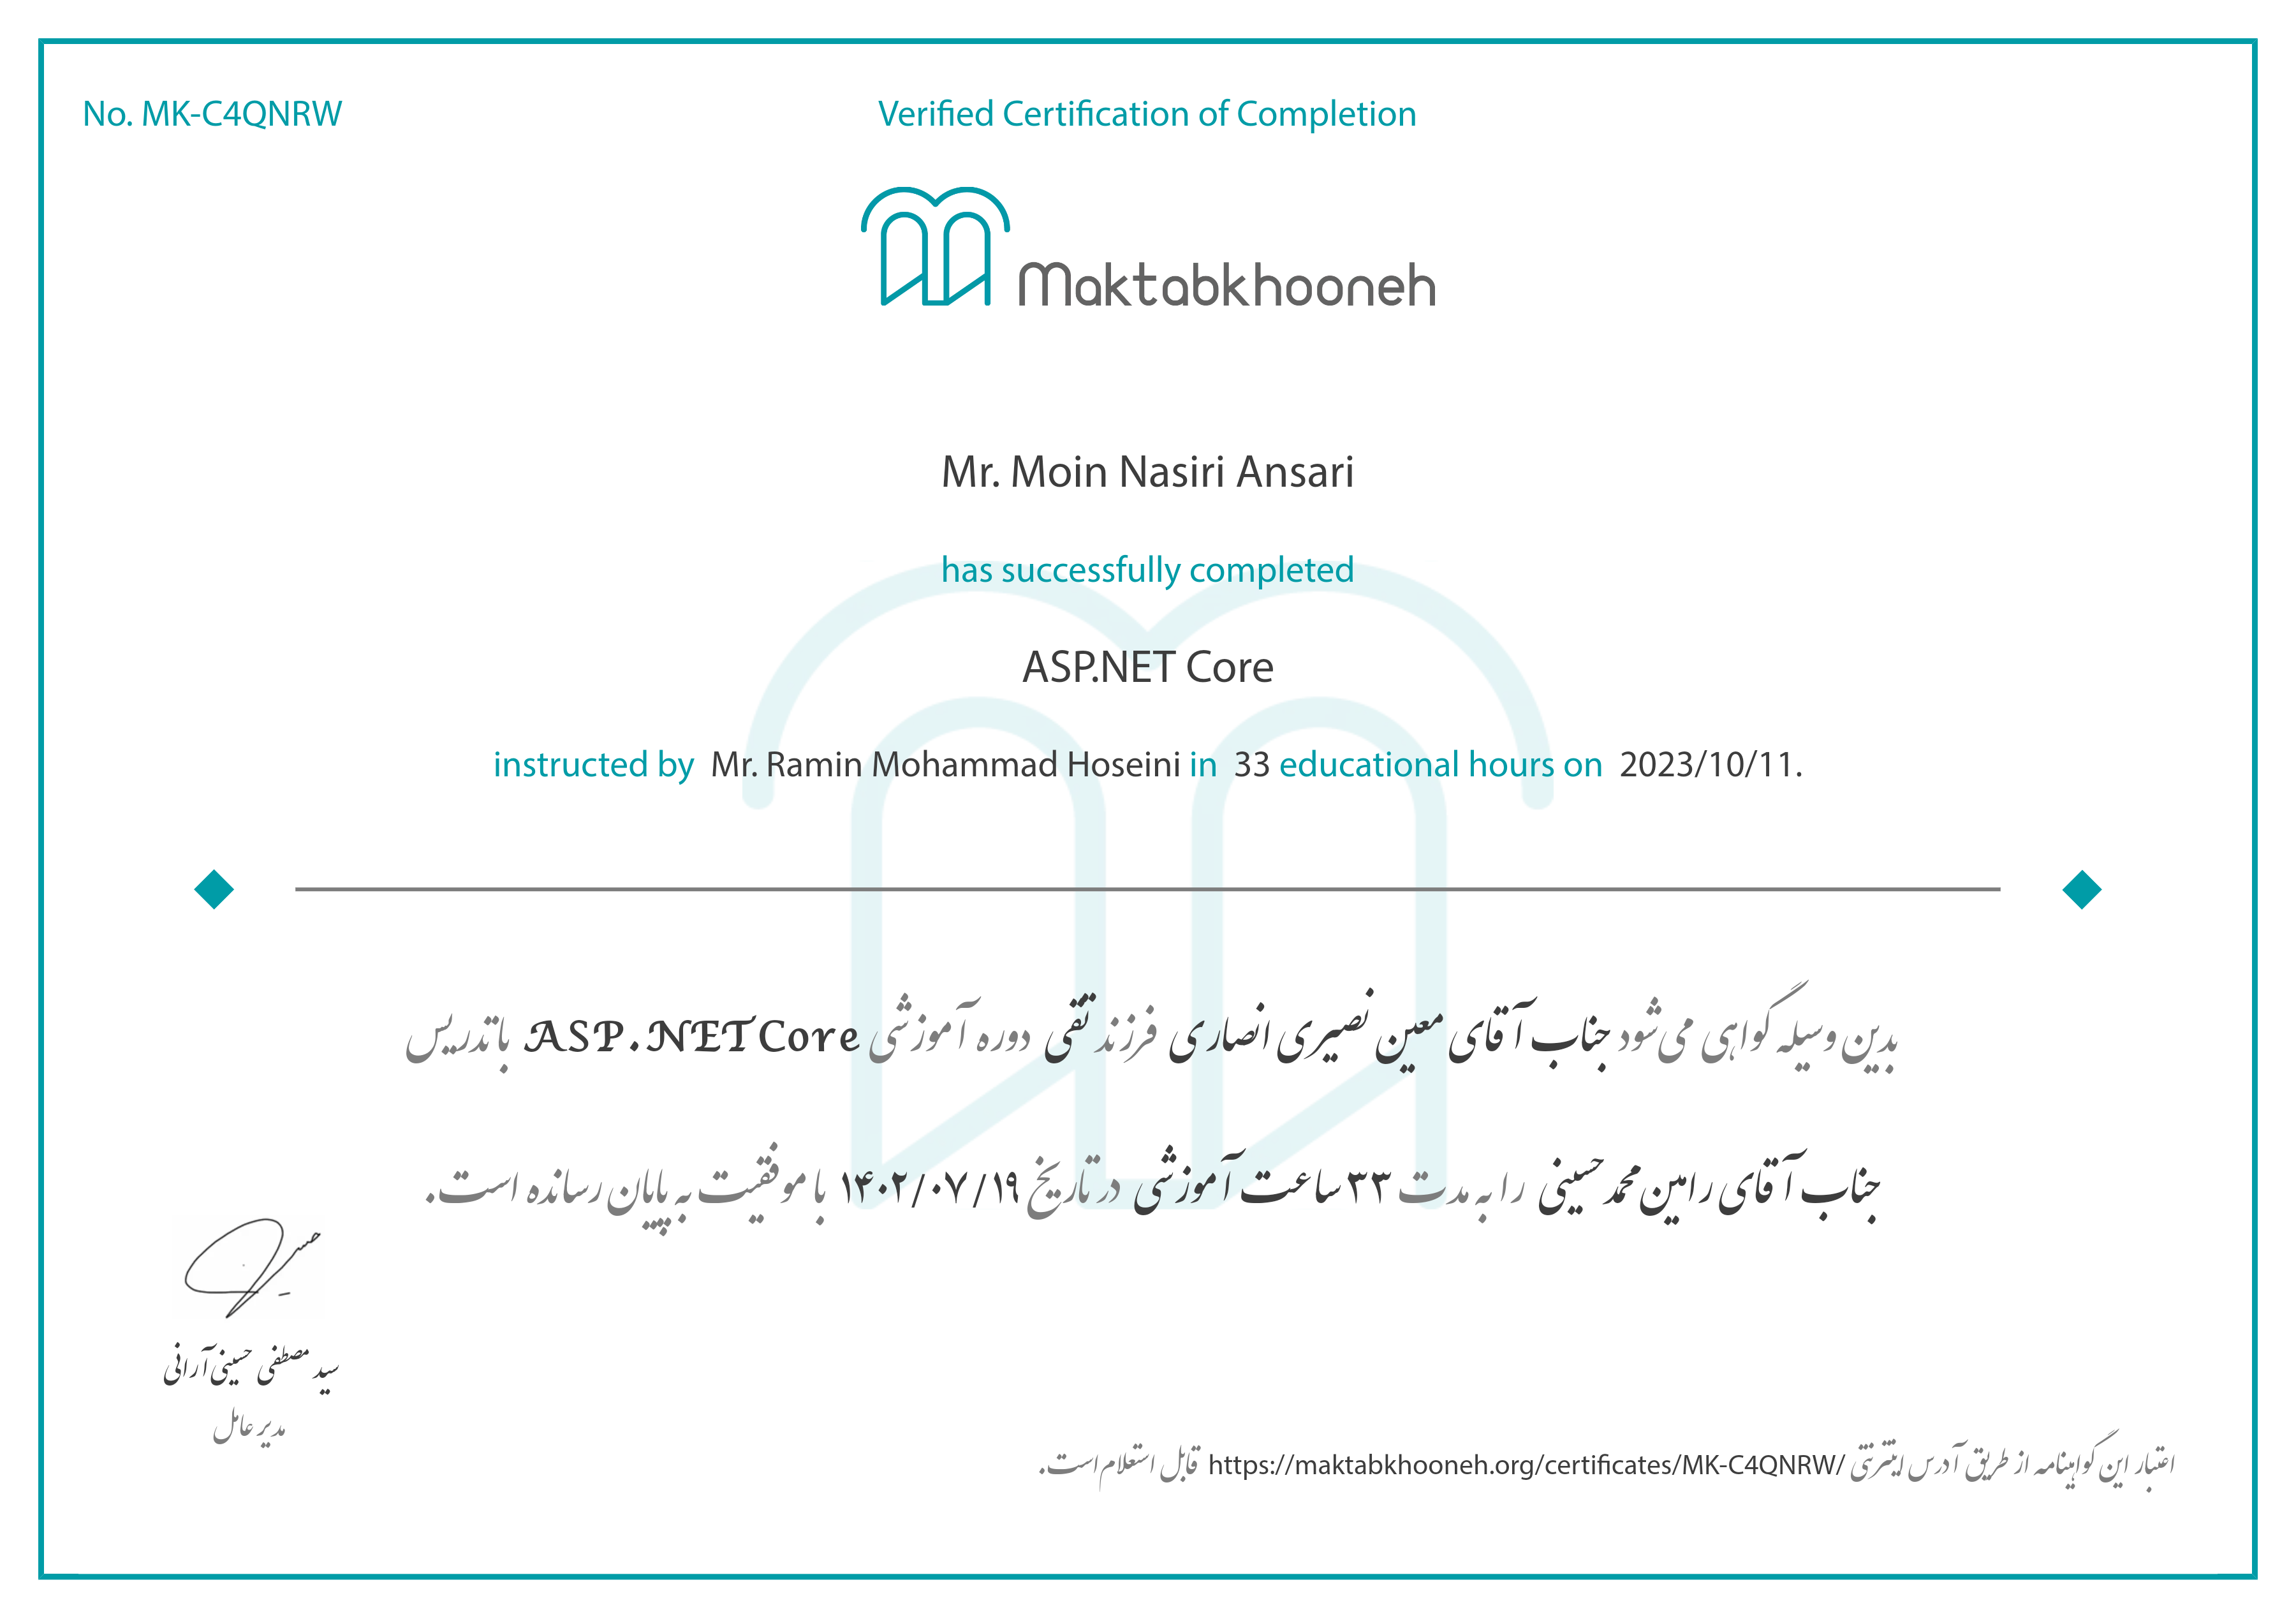 No. MK-C4QNRW
Verified Certification of Completion
Maktabkhooneh
Mr. Moin Nasiri Ansari
has successfully completed
ASP.NET Core
instructed by Mr. Ramin Mohammad Hoseini in 33 educational hours on 2023/10/11.
بدین وسیله گواهی می‌شود جناب آقای معین نصیری انصاری فرزند تقی دوره آموزشی ASP.NET Core با تدریس
جناب آقای رامین محمد حسینی را به مدت ۳۳ ساعت آموزشی در تاریخ ۱۴۰۲/۰۷/۱۹ با موفقیت به پایان رسانده است.
سید مصطفی حسینی آرانی
مدیر عامل
اعتبار این گواهینامه از طریق آدرس اینترنتی https://maktabkhooneh.org/certificates/MK-C4QNRW/ قابل استعلام است.